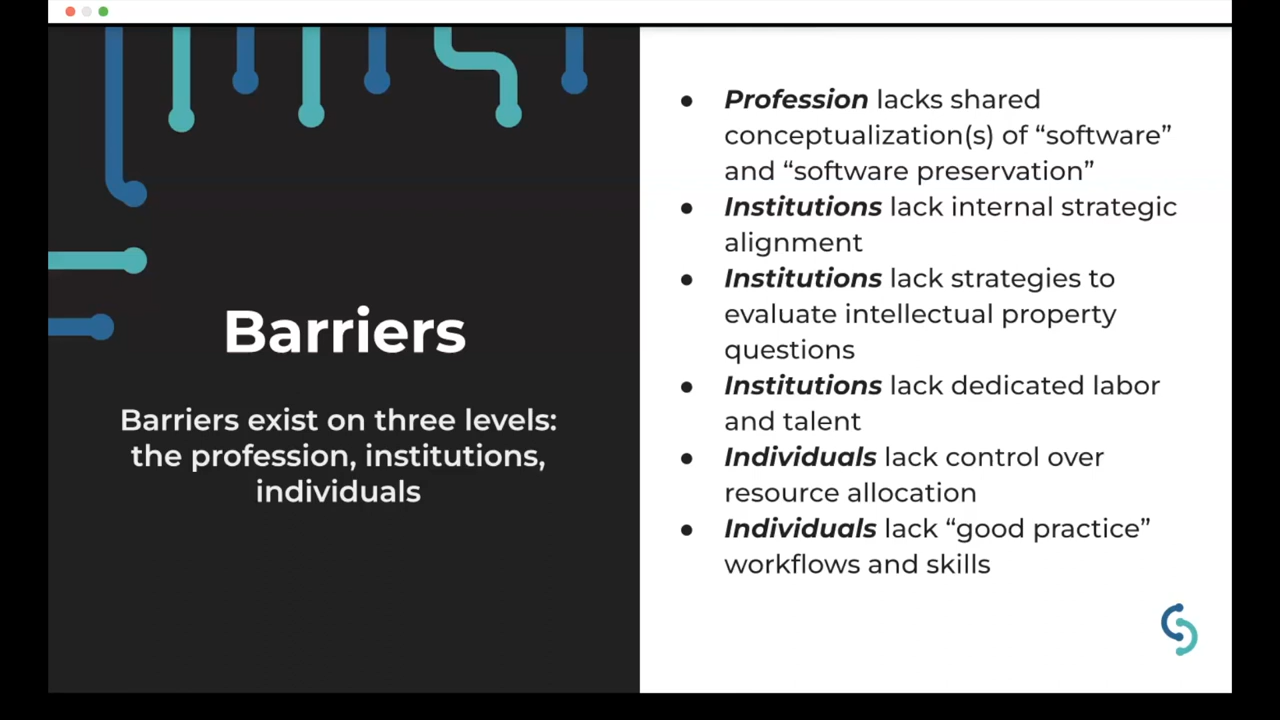 Barriers
Barriers exist on three levels:
the profession, institutions,
individuals
● Profession lacks shared
conceptualization(s) of “software”
and “software preservation”
● Institutions lack internal strategic
alignment
● Institutions lack strategies to
evaluate intellectual property
questions
● Institutions lack dedicated labor
and talent
● Individuals lack control over
resource allocation
● Individuals lack “good practice”
workflows and skills